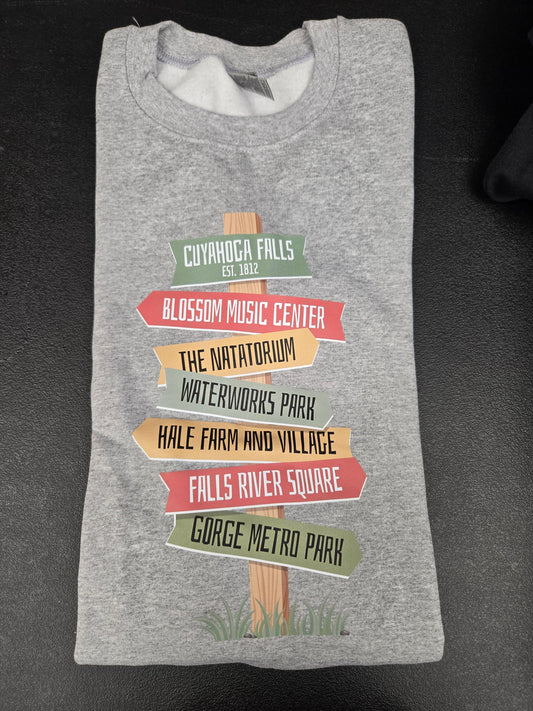 CUYAHOGA FALLS
EST. 1812
BLOSSOM MUSIC CENTER
THE NATATORIUM
WATERWORKS PARK
HALE FARM AND VILLAGE
FALLS RIVER SQUARE
GORGE METRO PARK